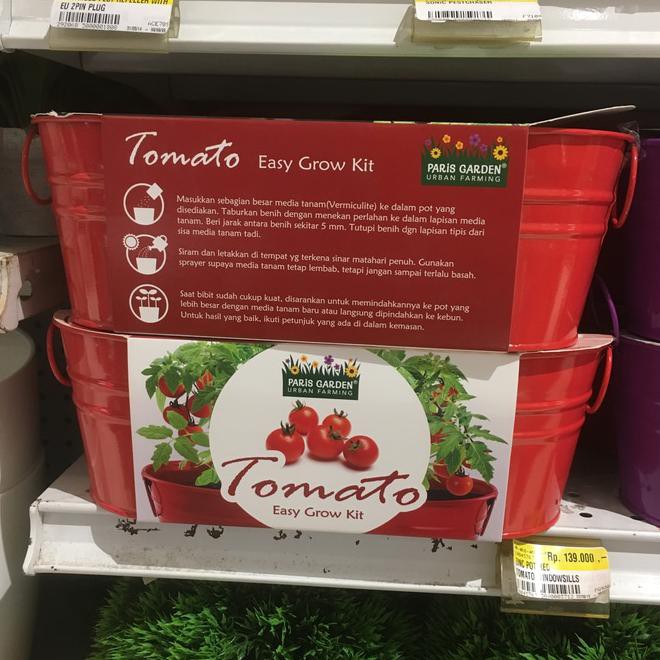 EU 2PIN PLUG
SONIC PESTCHASER
Tomato Easy Grow Kit
PARIS GARDEN®
URBAN FARMING
Masukkan sebagian besar media tanam(Vermiculite) ke dalam pot yang
disediakan. Taburkan benih dengan menekan perlahan ke dalam lapisan media
tanam. Beri jarak antara benih sekitar 5 mm. Tutupi benih dgn lapisan tipis dari
sisa media tanam tadi.
Siram dan letakkan di tempat yg terkena sinar matahari penuh. Gunakan
sprayer supaya media tanam tetap lembab, tetapi jangan sampai terlalu basah.
Saat bibit sudah cukup kuat, disarankan untuk memindahkannya ke pot yang
lebih besar dengan media tanam baru atau langsung dipindahkan ke kebun.
Untuk hasil yang baik, ikuti petunjuk yang ada di dalam kemasan.
PARIS GARDEN®
URBAN FARMING
Tomato
Easy Grow Kit
Rp. 139.000 .-
TOMATO